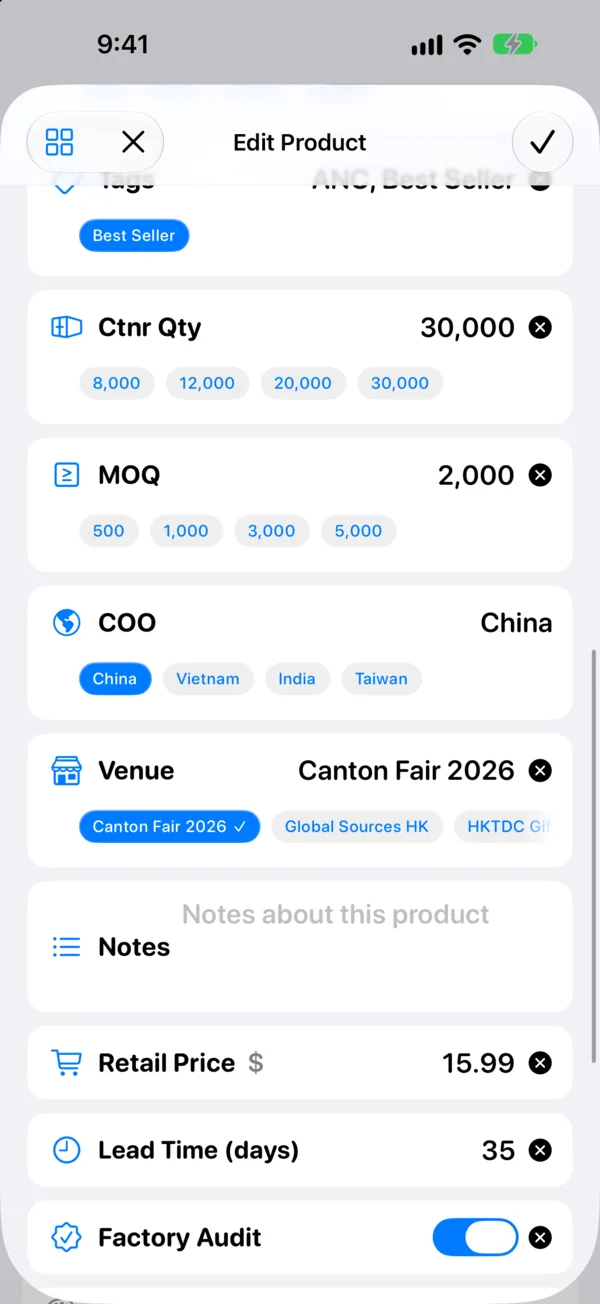 9:41
Edit Product
Tags ANC, Best Seller
Best Seller
Ctnr Qty 30,000
8,000 12,000 20,000 30,000
MOQ 2,000
500 1,000 3,000 5,000
COO China
China Vietnam India Taiwan
Venue Canton Fair 2026
Canton Fair 2026 ✓ Global Sources HK HKTDC Gif
Notes about this product
Notes
Retail Price $ 15.99
Lead Time (days) 35
Factory Audit